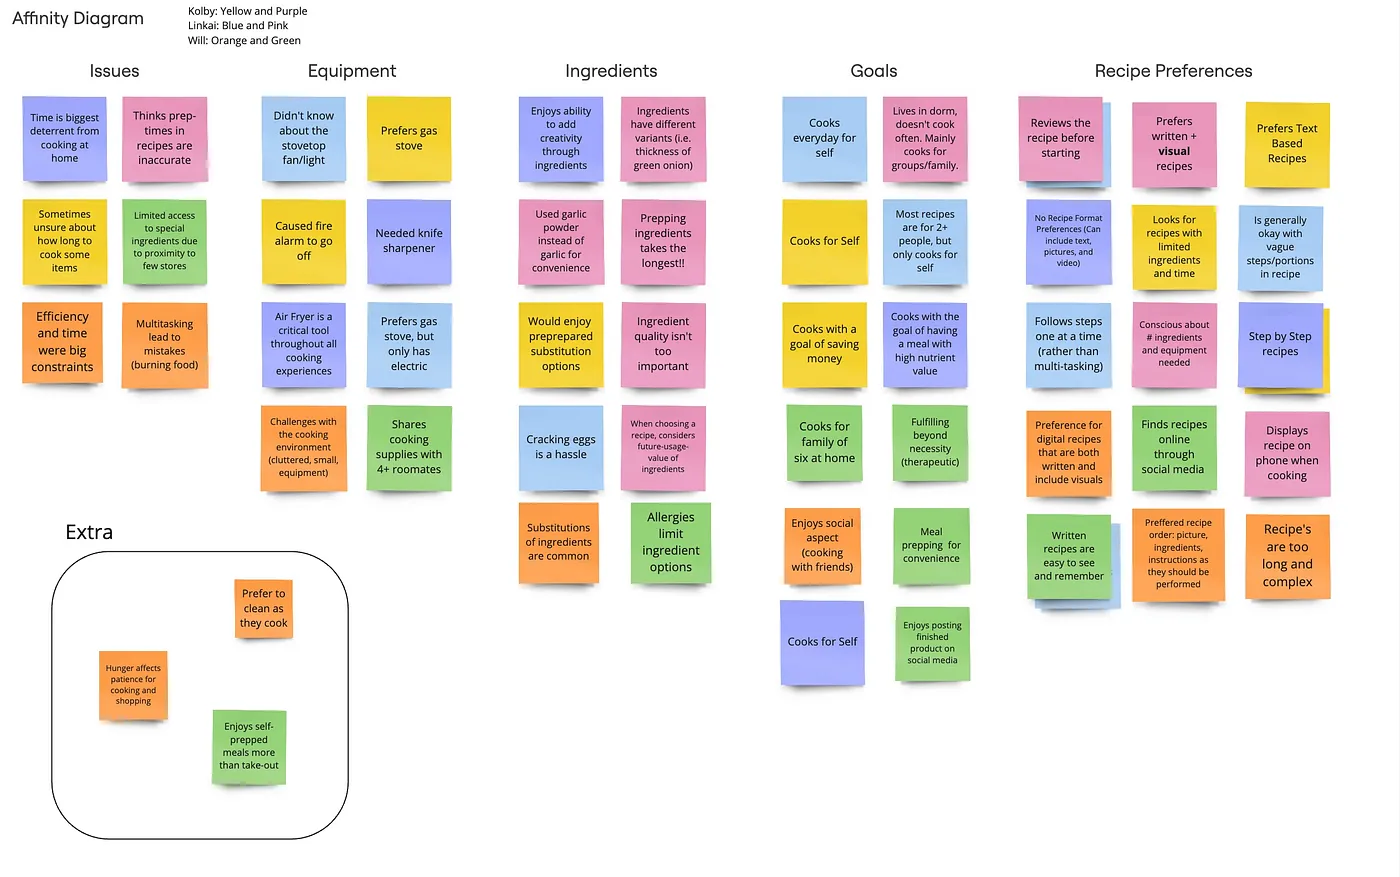 Affinity Diagram
Kolby: Yellow and Purple
Linkai: Blue and Pink
Will: Orange and Green
Issues
Time is biggest
deterrent from
cooking at
home
Thinks prep-
times in
recipes are
inaccurate
Sometimes
unsure about
how long to
cook some
items
Limited access
to special
ingredients due
to proximity to
few stores
Efficiency
and time
were big
constraints
Multitasking
lead to
mistakes
(burning food)
Equipment
Didn't know
about the
stovetop
fan/light
Prefers gas
stove
Caused fire
alarm to go
off
Needed knife
sharpener
Air Fryer is a
critical tool
throughout all
cooking
experiences
Prefers gas
stove, but
only has
electric
Challenges with
the cooking
environment
(cluttered, small,
equipment)
Shares
cooking
supplies with
4+ roomates
Ingredients
Enjoys ability
to add
creativity
through
ingredients
Ingredients
have different
variants (i.e.
thickness of
green onion)
Used garlic
powder
instead of
garlic for
convenience
Prepping
ingredients
takes the
longest!!
Would enjoy
preprepared
substitution
options
Ingredient
quality isn't
too
important
Cracking eggs
is a hassle
When choosing a
recipe, considers
future-usage-
value of
ingredients
Substitutions
of ingredients
are common
Allergies
limit
ingredient
options
Goals
Cooks
everyday for
self
Lives in dorm,
doesn't cook
often. Mainly
cooks for
groups/family.
Cooks for Self
Most recipes
are for 2+
people, but
only cooks for
self
Cooks with a
goal of saving
money
Cooks with the
goal of having
a meal with
high nutrient
value
Cooks for
family of
six at home
Fulfilling
beyond
necessity
(therapeutic)
Enjoys social
aspect
(cooking
with friends)
Meal
prepping for
convenience
Cooks for Self
Enjoys posting
finished
product on
social media
Recipe Preferences
Reviews the
recipe before
starting
Prefers
written +
visual
recipes
Prefers Text
Based
Recipes
No Recipe Format
Preferences (Can
include text,
pictures, and
video)
Looks for
recipes with
limited
ingredients
and time
Is generally
okay with
vague
steps/portions
in recipe
Follows steps
one at a time
(rather than
multi-tasking)
Conscious about
# ingredients
and equipment
needed
Step by Step
recipes
Preference for
digital recipes
that are both
written and
include visuals
Finds recipes
online
through
social media
Displays
recipe on
phone when
cooking
Written
recipes are
easy to see
and remember
Preffered recipe
order: picture,
ingredients,
instructions as
they should be
performed
Recipe's
are too
long and
complex
Extra
Prefer to
clean as
they cook
Hunger affects
patience for
cooking and
shopping
Enjoys self-
prepped
meals more
than take-out